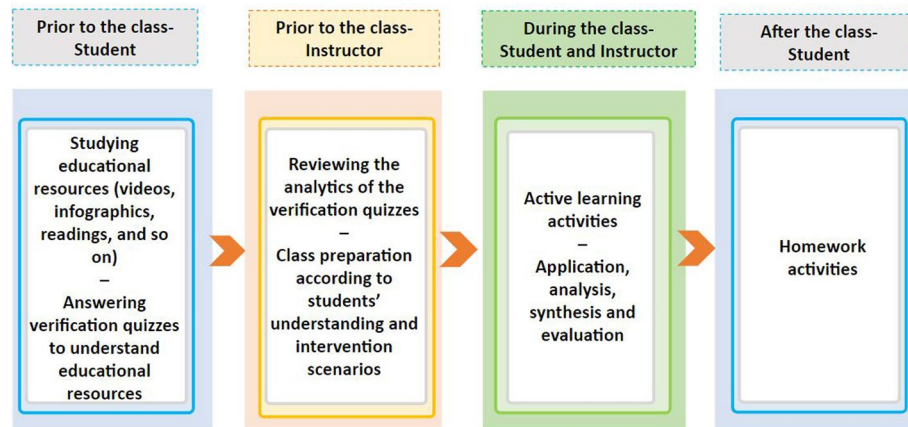 Prior to the class-
Student
Prior to the class-
Instructor
During the class-
Student and Instructor
After the class-
Student
Studying
educational
resources (videos,
infographics,
readings, and so
on)
–
Answering
verification quizzes
to understand
educational
resources
Reviewing the
analytics of the
verification quizzes
–
Class preparation
according to
students’
understanding and
intervention
scenarios
Active learning
activities
–
Application,
analysis,
synthesis and
evaluation
Homework
activities